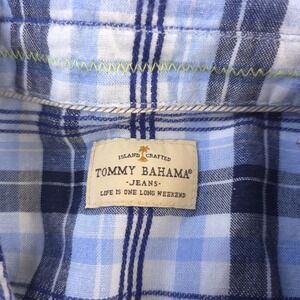 ISLAND CRAFTED
TOMMY BAHAMA®
·JEANS·
LIFE IS ONE LONG WEEKEND